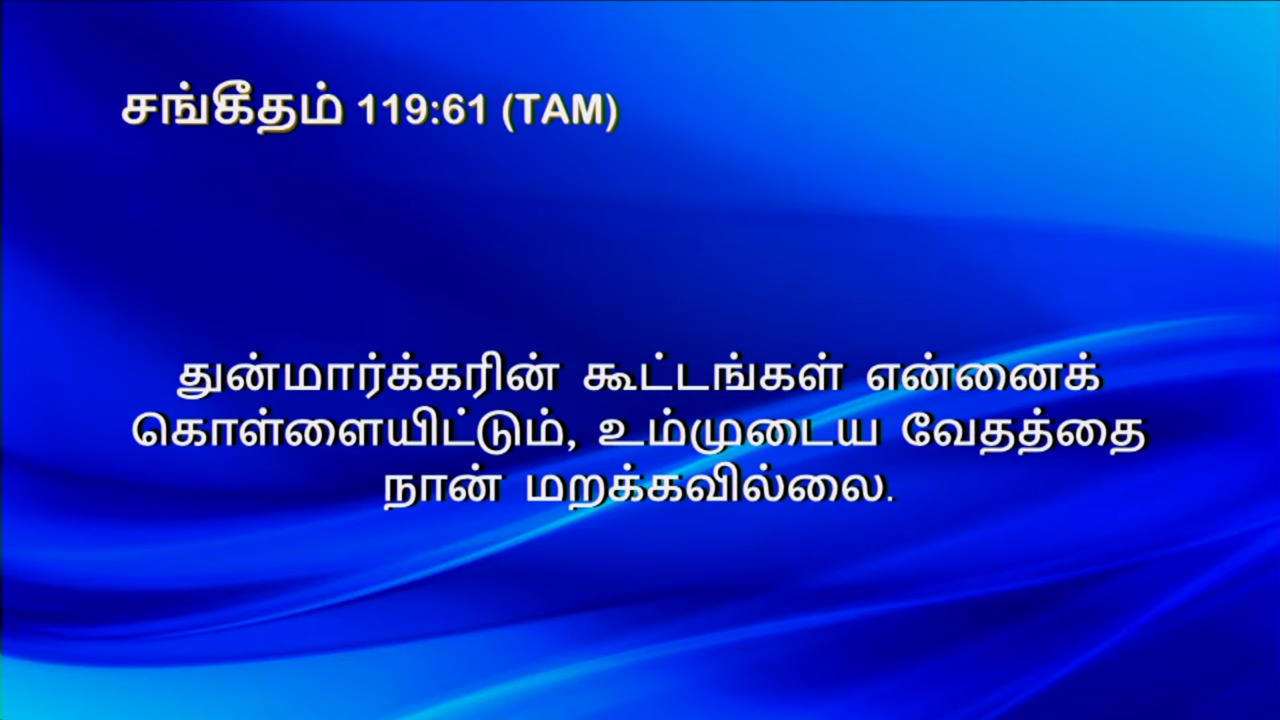 சங்கீதம் 119:61 (TAM)
துன்மார்க்கரின் கூட்டங்கள் என்னைக்
கொள்ளையிட்டும், உம்முடைய வேதத்தை
நான் மறக்கவில்லை.